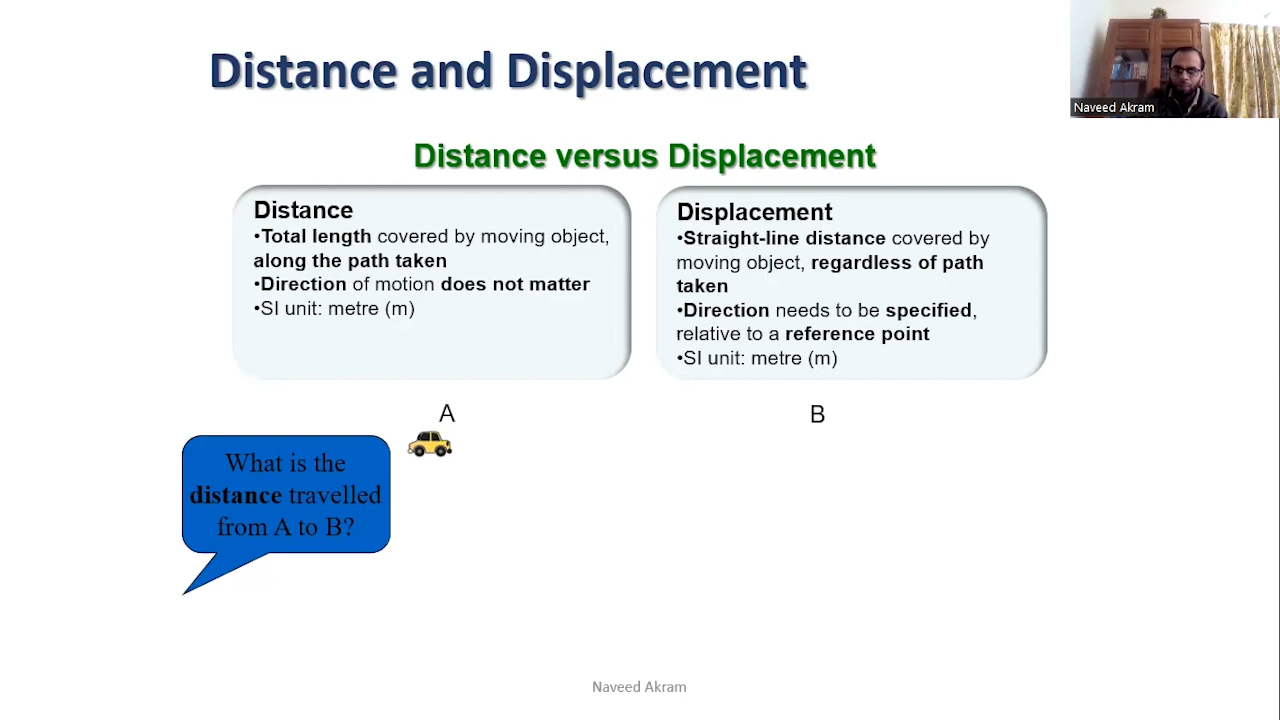 Distance and Displacement
Naveed Akram
Distance versus Displacement
Distance
•Total length covered by moving object,
along the path taken
•Direction of motion does not matter
•SI unit: metre (m)
Displacement
•Straight-line distance covered by
moving object, regardless of path
taken
•Direction needs to be specified,
relative to a reference point
•SI unit: metre (m)
A
B
What is the
distance travelled
from A to B?
Naveed Akram